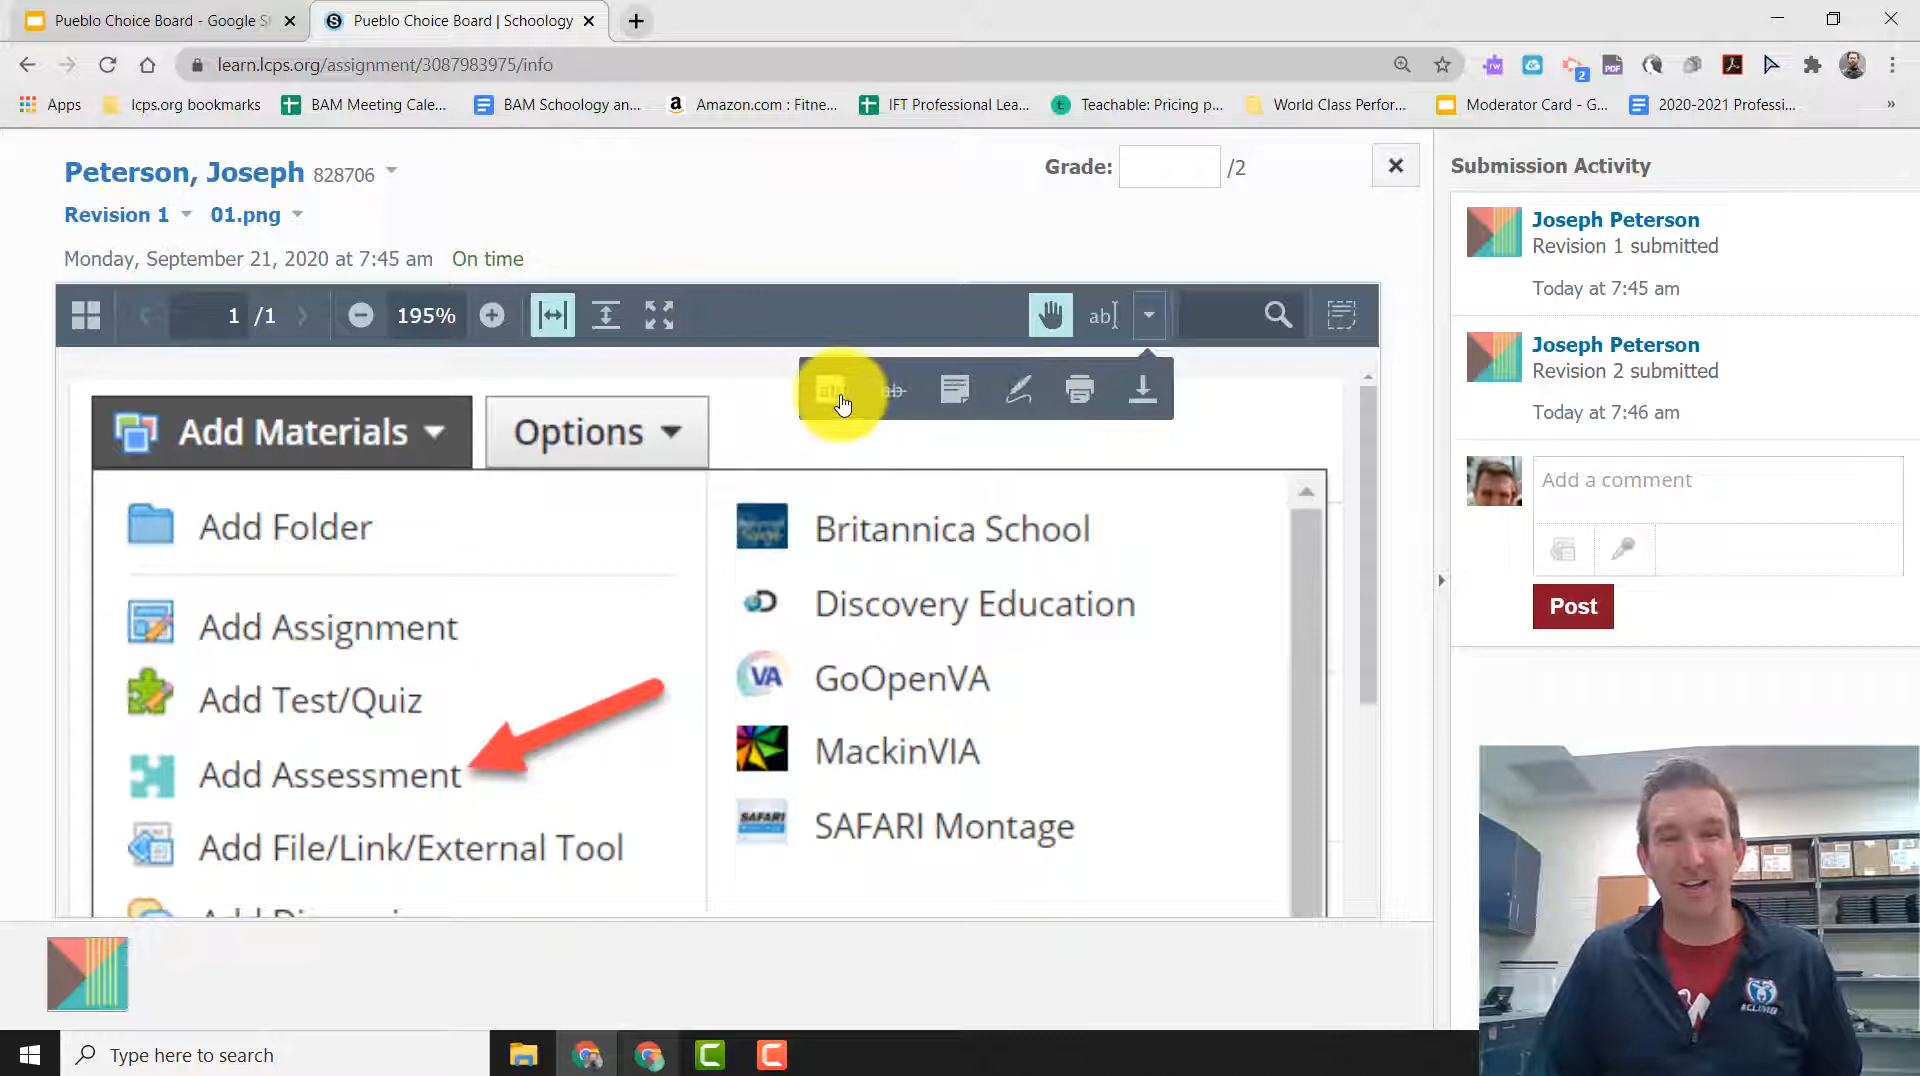 Pueblo Choice Board - Google Sl
Pueblo Choice Board | Schoology
learn.lcps.org/assignment/3087983975/info
Apps
lcps.org bookmarks
BAM Meeting Cale...
BAM Schoology an...
Amazon.com : Fitne...
IFT Professional Lea...
Teachable: Pricing p...
World Class Perfor...
Moderator Card - G...
2020-2021 Professi...
Peterson, Joseph 828706
Grade: /2
Revision 1 01.png
Monday, September 21, 2020 at 7:45 am On time
1 /1
195%
ab
ab
Add Materials
Options
Add Folder
Add Assignment
Add Test/Quiz
Add Assessment
Add File/Link/External Tool
Britannica School
Discovery Education
VA GoOpenVA
MackinVIA
SAFARI SAFARI Montage
Submission Activity
Joseph Peterson
Revision 1 submitted
Today at 7:45 am
Joseph Peterson
Revision 2 submitted
Today at 7:46 am
Add a comment
Post
Type here to search